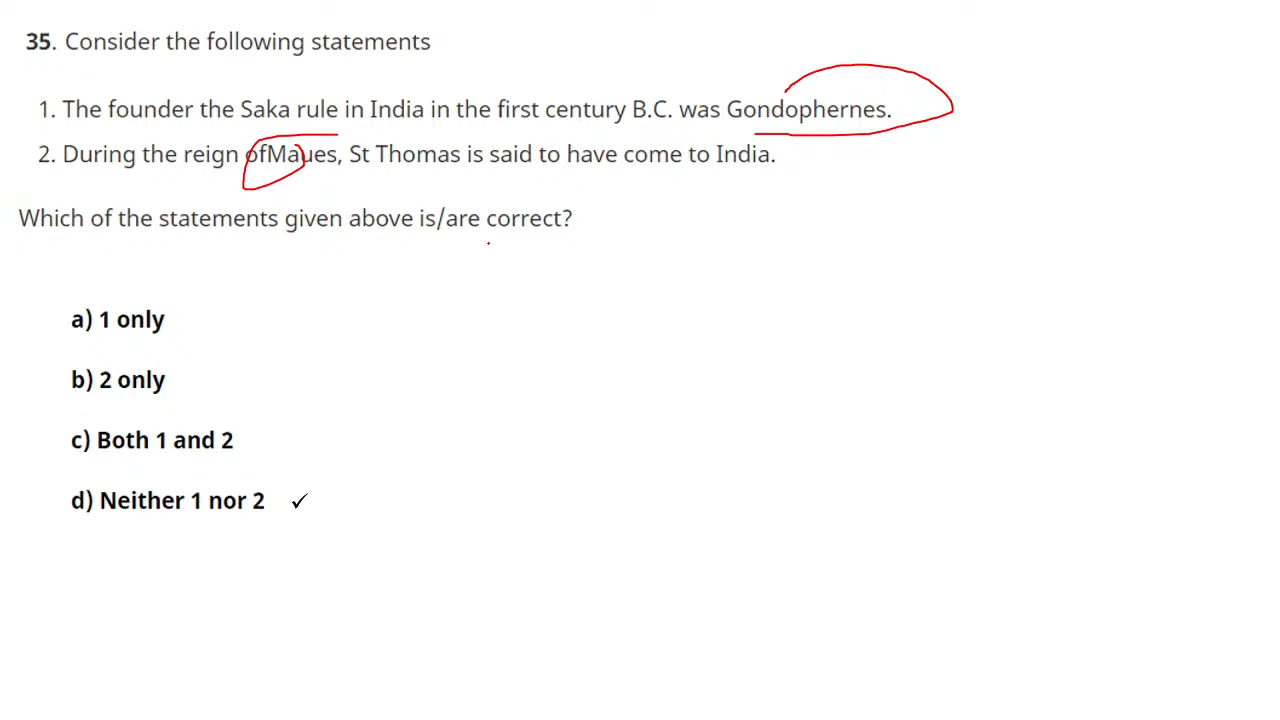 35. Consider the following statements
1. The founder the Saka rule in India in the first century B.C. was Gondophernes.
2. During the reign ofMaues, St Thomas is said to have come to India.
Which of the statements given above is/are correct?
a) 1 only
b) 2 only
c) Both 1 and 2
d) Neither 1 nor 2 ✓